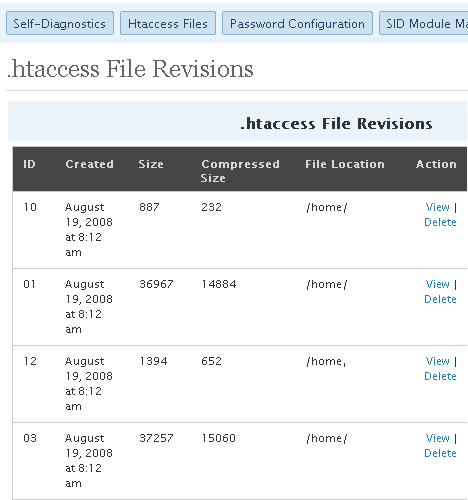 Self-Diagnostics Htaccess Files Password Configuration SID Module Ma
.htaccess File Revisions
.htaccess File Revisions
ID Created Size Compressed File Location Action
Size
10 August 887 232 /home/ View |
19, 2008 Delete
at 8:12
am
01 August 36967 14884 /home/ View |
19, 2008 Delete
at 8:12
am
12 August 1394 652 /home, View |
19, 2008 Delete
at 8:12
am
03 August 37257 15060 /home/ View |
19, 2008 Delete
at 8:12
am